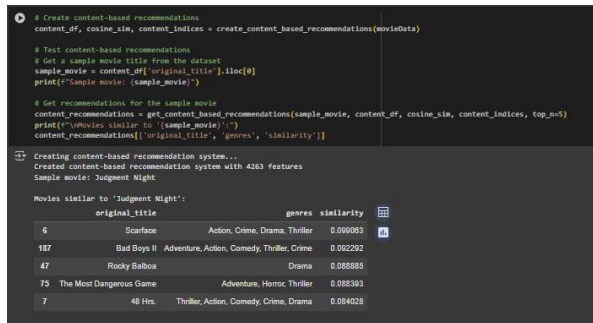 # Create content-based recommendations
content_df, cosine_sim, content_indices = create_content_based_recommendations(movieData)
# Test content-based recommendations
# Get a sample movie title from the dataset
sample_movie = content_df['original_title'].iloc[0]
print(f"Sample movie: {sample_movie}")
# Get recommendations for the sample movie
content_recommendations = get_content_based_recommendations(sample_movie, content_df, cosine_sim, content_indices, top_n=5)
print(f"\nMovies similar to '{sample_movie}':")
content_recommendations[['original_title', 'genres', 'similarity']]
Creating content-based recommendation system...
Created content-based recommendation system with 4263 features
Sample movie: Judgment Night
Movies similar to 'Judgment Night':
original_title genres similarity
6 Scarface Action, Crime, Drama, Thriller 0.099063
187 Bad Boys II Adventure, Action, Comedy, Thriller, Crime 0.092292
47 Rocky Balboa Drama 0.088885
75 The Most Dangerous Game Adventure, Horror, Thriller 0.088393
7 48 Hrs. Thriller, Action, Comedy, Crime, Drama 0.084028